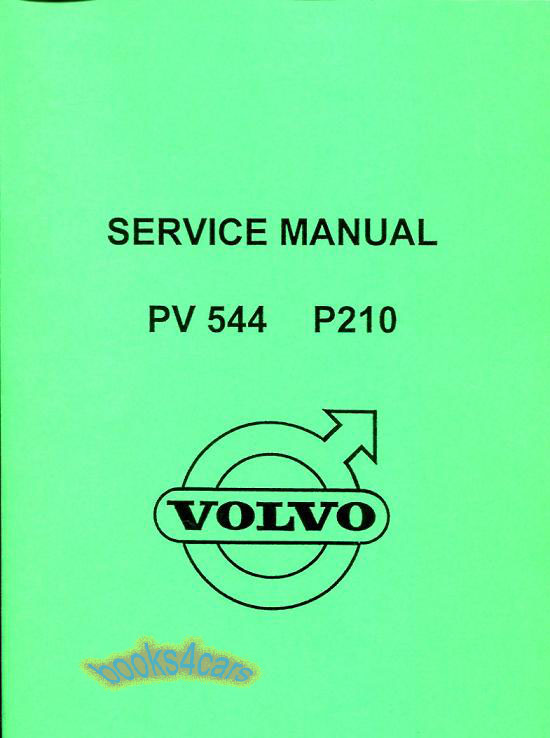 SERVICE MANUAL
PV 544 P210
VOLVO
books4cars